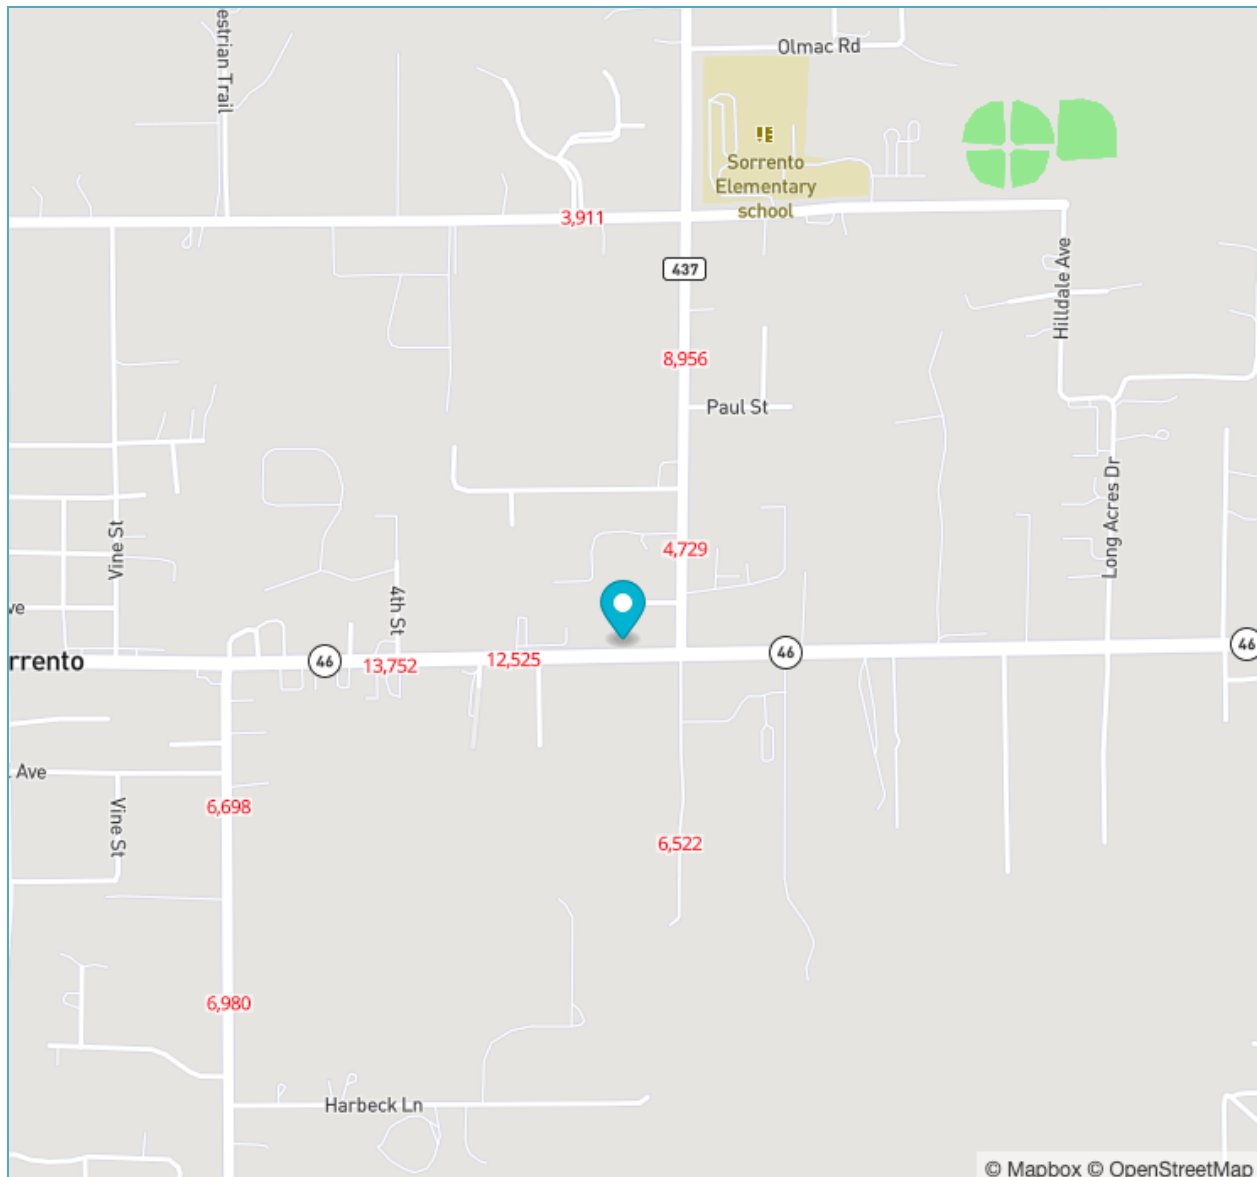 estrian Trail
Olmac Rd
Sorrento
Elementary
school
3,911
437
Hilldale Ave
8,956
Paul St
Long Acres Dr
Vine St
4,729
4th St
ve
rrento
46
13,752
12,525
46
46
Ave
Vine St
6,698
6,522
6,980
Harbeck Ln
© Mapbox © OpenStreetMap